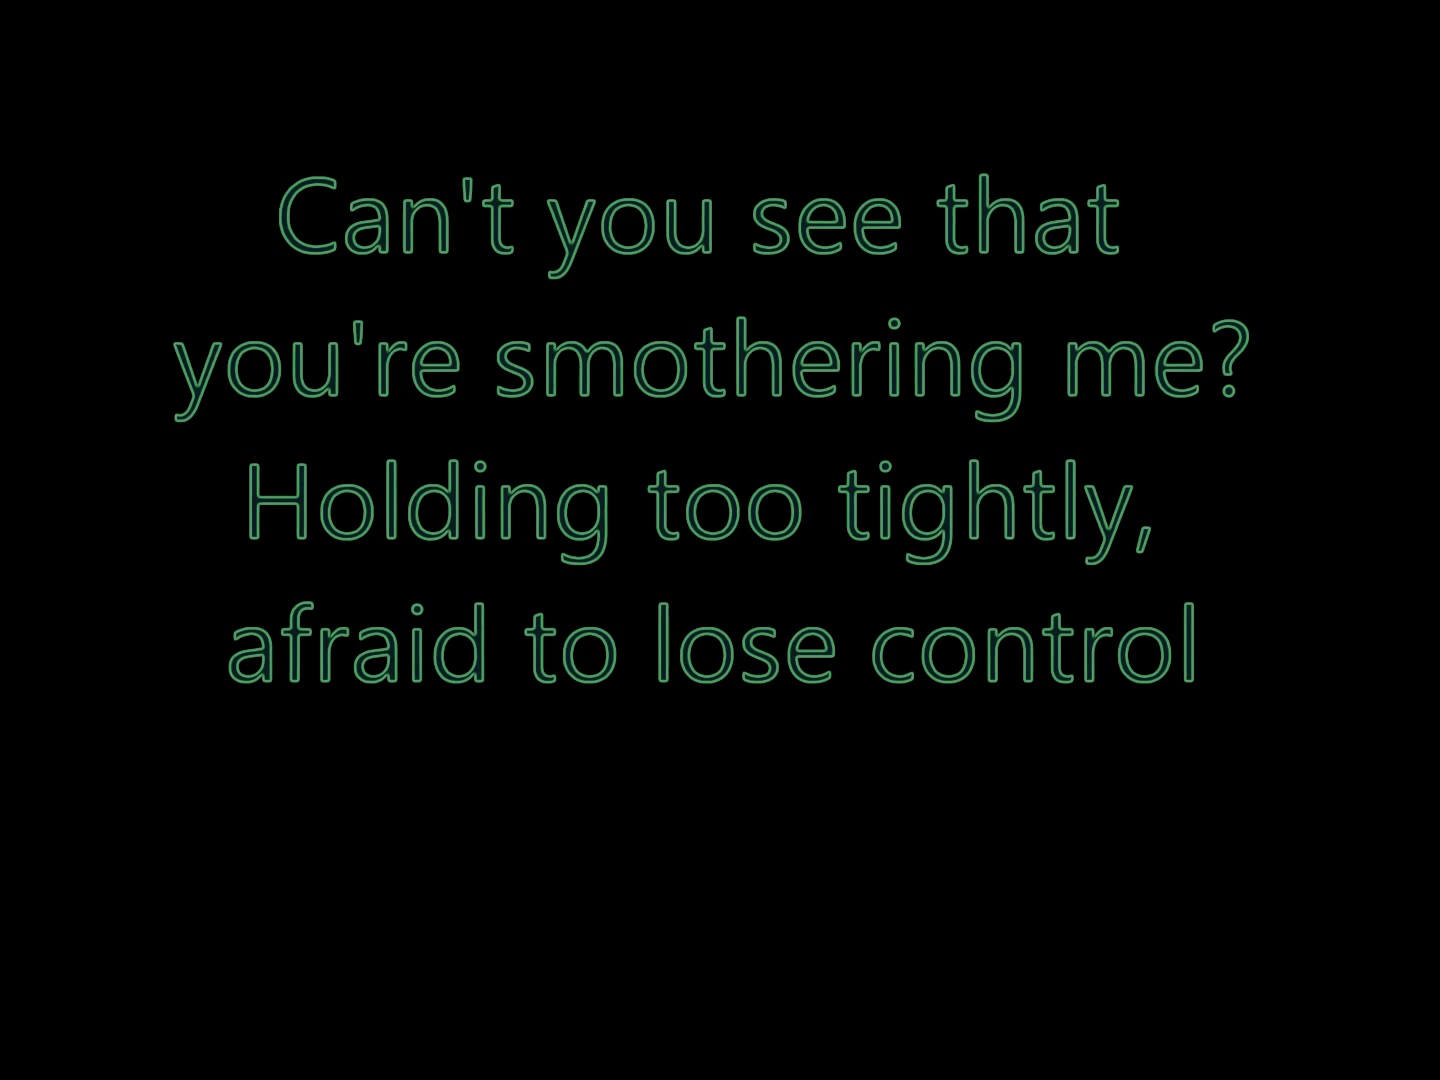 Can't you see that
you're smothering me?
Holding too tightly,
afraid to lose control